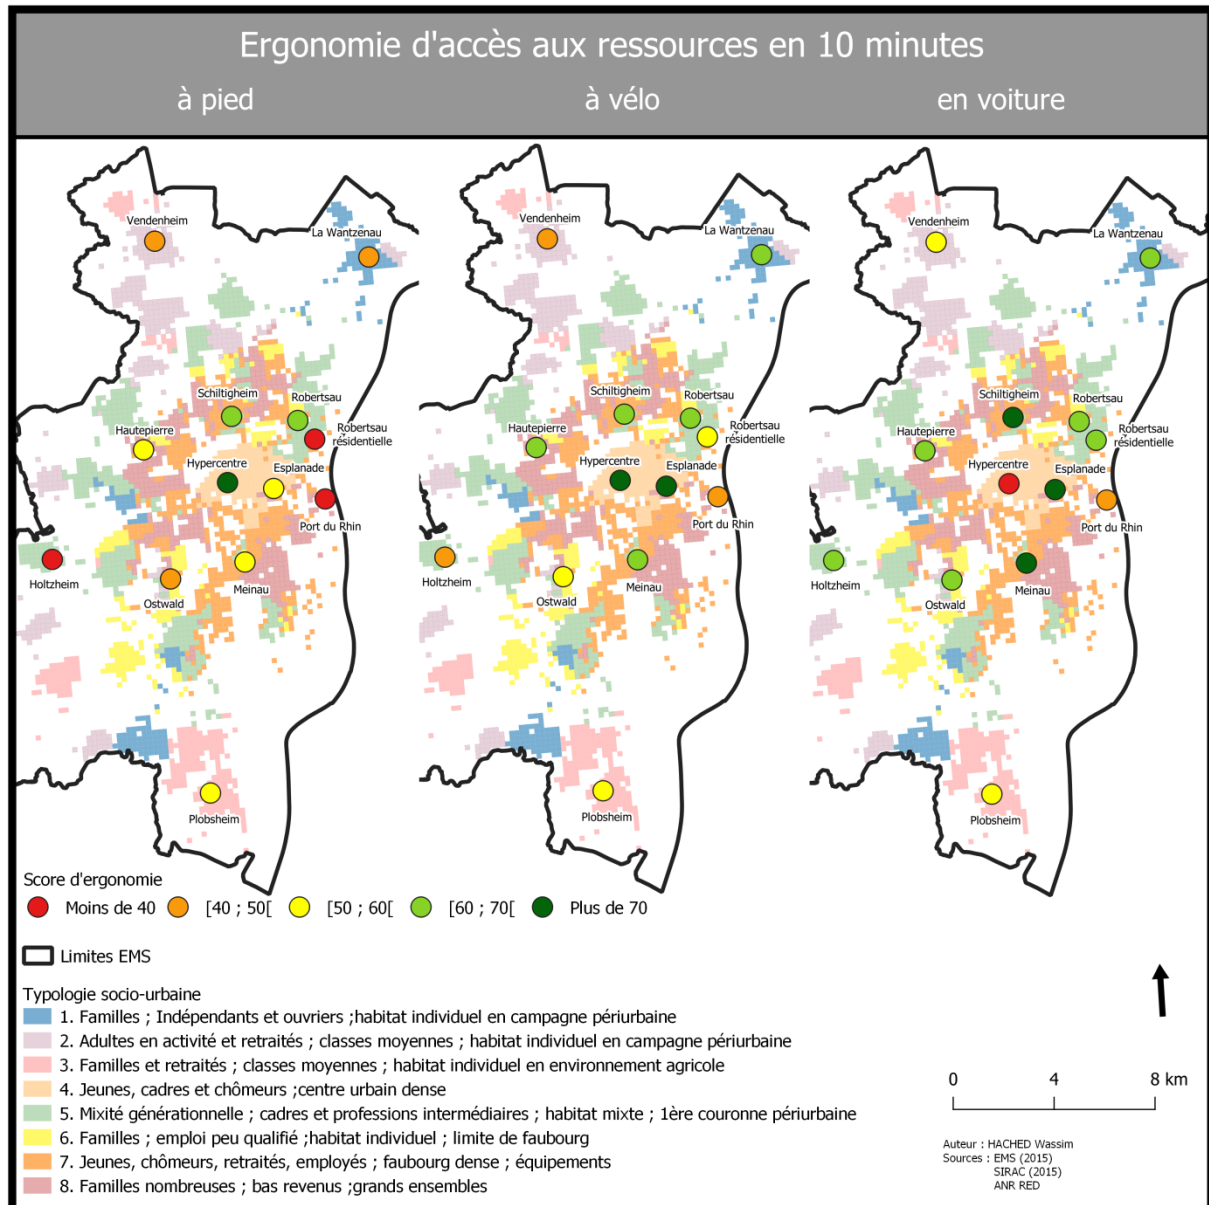 Ergonomie d'accès aux ressources en 10 minutes
à pied
à vélo
en voiture
Vendenheim
La Wantzenau
Schiltigheim
Robertsau
Robertsau
résidentielle
Hautepierre
Hypercentre
Esplanade
Port du Rhin
Holtzheim
Ostwald
Meinau
Plobsheim
Vendenheim
La Wantzenau
Schiltigheim
Robertsau
Robertsau
résidentielle
Hautepierre
Hypercentre
Esplanade
Port du Rhin
Holtzheim
Ostwald
Meinau
Plobsheim
Vendenheim
La Wantzenau
Schiltigheim
Robertsau
Robertsau
résidentielle
Hautepierre
Hypercentre
Esplanade
Port du Rhin
Holtzheim
Ostwald
Meinau
Plobsheim
Score d'ergonomie
Moins de 40 [40 ; 50[ [50 ; 60[ [60 ; 70[ Plus de 70
Limites EMS
Typologie socio-urbaine
1. Familles ; Indépendants et ouvriers ;habitat individuel en campagne périurbaine
2. Adultes en activité et retraités ; classes moyennes ; habitat individuel en campagne périurbaine
3. Familles et retraités ; classes moyennes ; habitat individuel en environnement agricole
4. Jeunes, cadres et chômeurs ;centre urbain dense
5. Mixité générationnelle ; cadres et professions intermédiaires ; habitat mixte ; 1ère couronne périurbaine
6. Familles ; emploi peu qualifié ;habitat individuel ; limite de faubourg
7. Jeunes, chômeurs, retraités, employés ; faubourg dense ; équipements
8. Familles nombreuses ; bas revenus ;grands ensembles
0 4 8 km
Auteur : HACHED Wassim
Sources : EMS (2015)
SIRAC (2015)
ANR RED